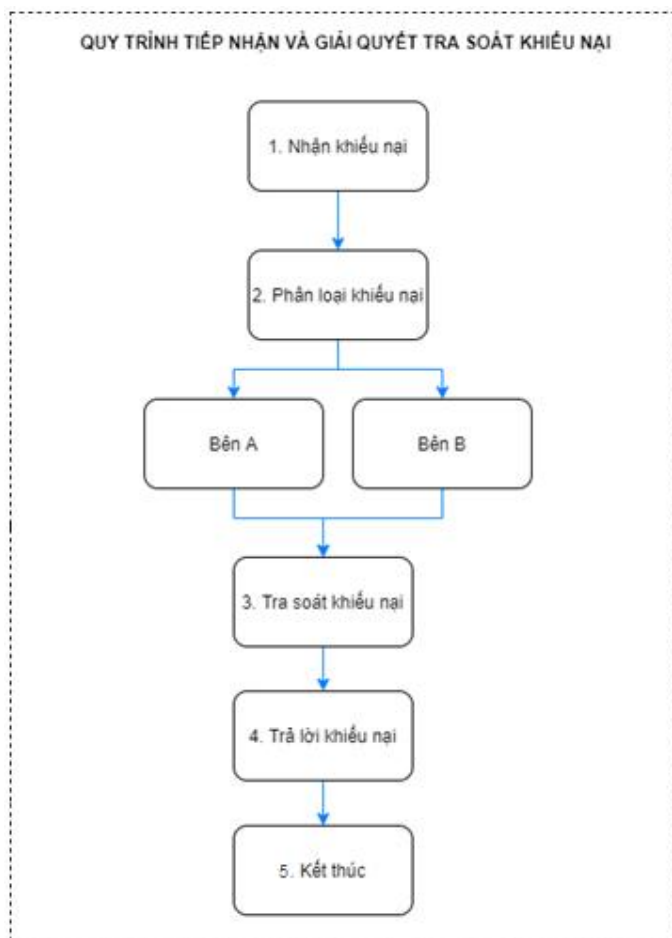 QUY TRÌNH TIẾP NHẬN VÀ GIẢI QUYẾT TRA SOÁT KHIẾU NẠI
1. Nhận khiếu nại
2. Phân loại khiếu nại
Bên A
Bên B
3. Tra soát khiếu nại
4. Trả lời khiếu nại
5. Kết thúc